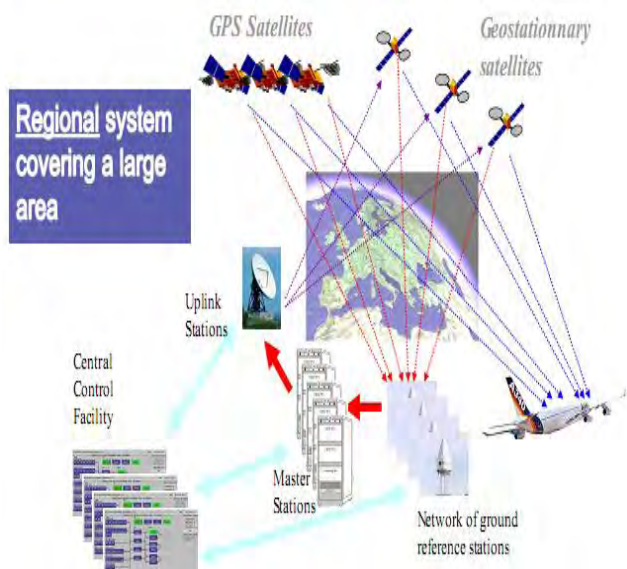 GPS Satellites
Geostationnary
satellites
Regional system
covering a large
area
Uplink
Stations
Central
Control
Facility
Master
Stations
Network of ground
reference stations